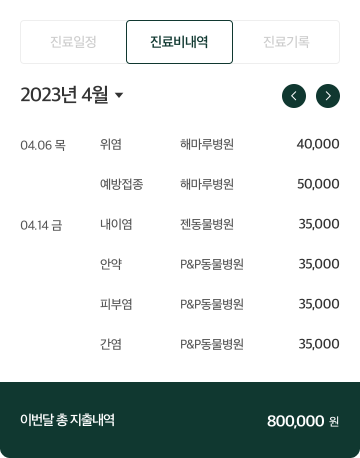 진료일정 진료비내역 진료기록
2023년 4월
04.06 목 위염 해마루병원 40,000
예방접종 해마루병원 50,000
04.14 금 내이염 젠동물병원 35,000
안약 P&P동물병원 35,000
피부염 P&P동물병원 35,000
간염 P&P동물병원 35,000
이번달 총 지출내역 800,000 원